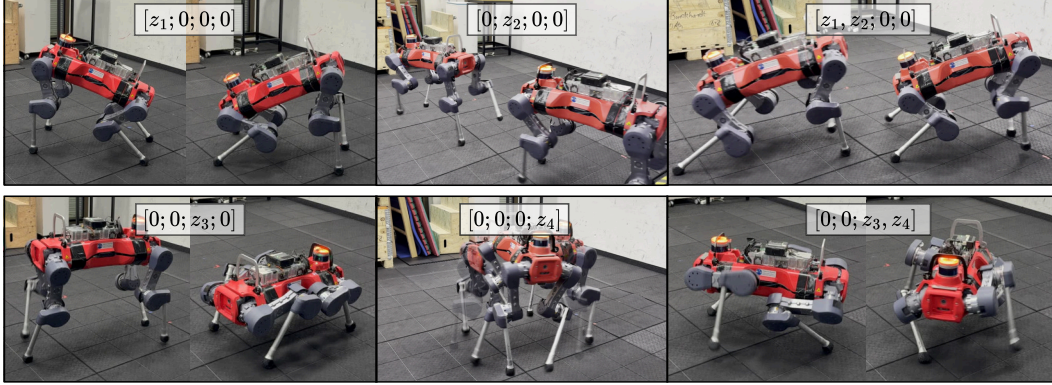 [z₁; 0; 0; 0]
[0; z₂; 0; 0]
[z₁, z₂; 0; 0]
[0; 0; z₃; 0]
[0; 0; 0; z₄]
[0; 0; z₃, z₄]